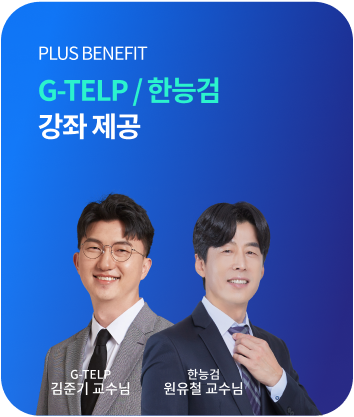 PLUS BENEFIT
G-TELP / 한능검
강좌 제공
G-TELP
김준기 교수님
한능검
원유철 교수님